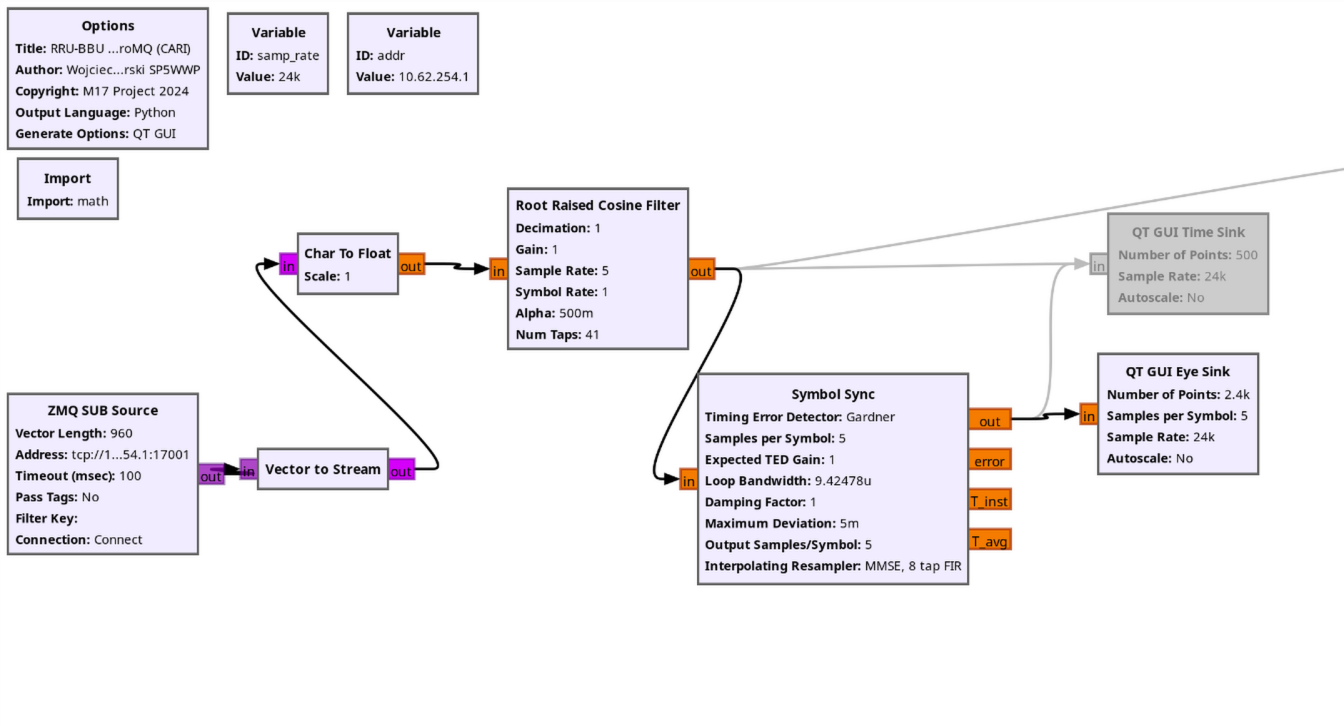 Options
Title: RRU-BBU ...roMQ (CARI)
Author: Wojciec...rski SP5WWP
Copyright: M17 Project 2024
Output Language: Python
Generate Options: QT GUI
Variable
ID: samp_rate
Value: 24k
Variable
ID: addr
Value: 10.62.254.1
Import
Import: math
Char To Float
Scale: 1
in
out
Root Raised Cosine Filter
Decimation: 1
Gain: 1
Sample Rate: 5
Symbol Rate: 1
Alpha: 500m
Num Taps: 41
in
out
QT GUI Time Sink
Number of Points: 500
Sample Rate: 24k
Autoscale: No
in
ZMQ SUB Source
Vector Length: 960
Address: tcp://1...54.1:17001
Timeout (msec): 100
Pass Tags: No
Filter Key:
Connection: Connect
out
in
Vector to Stream
out
Symbol Sync
Timing Error Detector: Gardner
Samples per Symbol: 5
Expected TED Gain: 1
Loop Bandwidth: 9.42478u
Damping Factor: 1
Maximum Deviation: 5m
Output Samples/Symbol: 5
Interpolating Resampler: MMSE, 8 tap FIR
in
out
error
T_inst
T_avg
QT GUI Eye Sink
Number of Points: 2.4k
Samples per Symbol: 5
Sample Rate: 24k
Autoscale: No
in